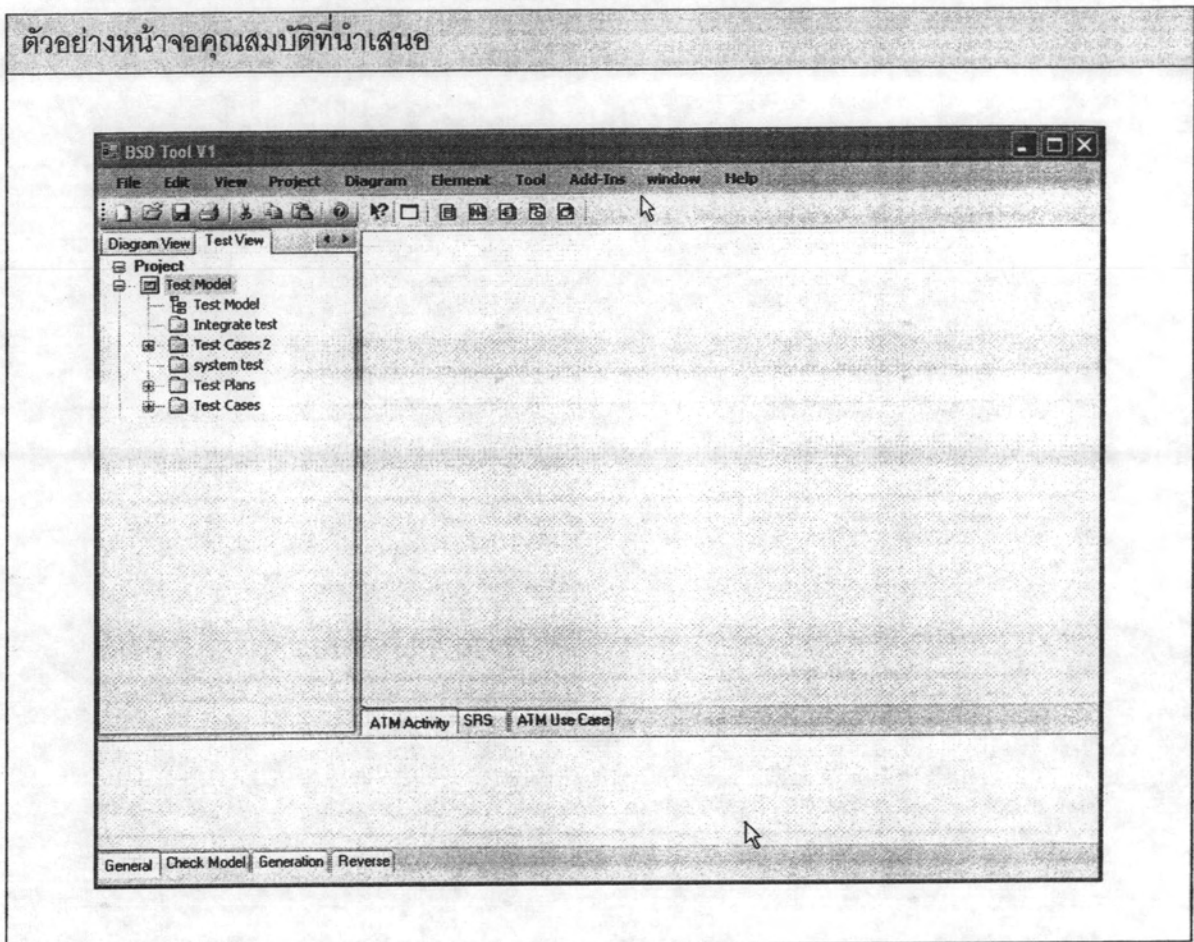 ตัวอย่างหน้าจอคุณสมบัติที่นำเสนอ
BSD Tool V1
File Edit View Project Diagram Element Tool Add-Ins window Help
Diagram View Test View
Project
Test Model
Test Model
Integrate test
Test Cases 2
system test
Test Plans
Test Cases
ATM Activity SRS ATM Use Case
General Check Model Generation Reverse